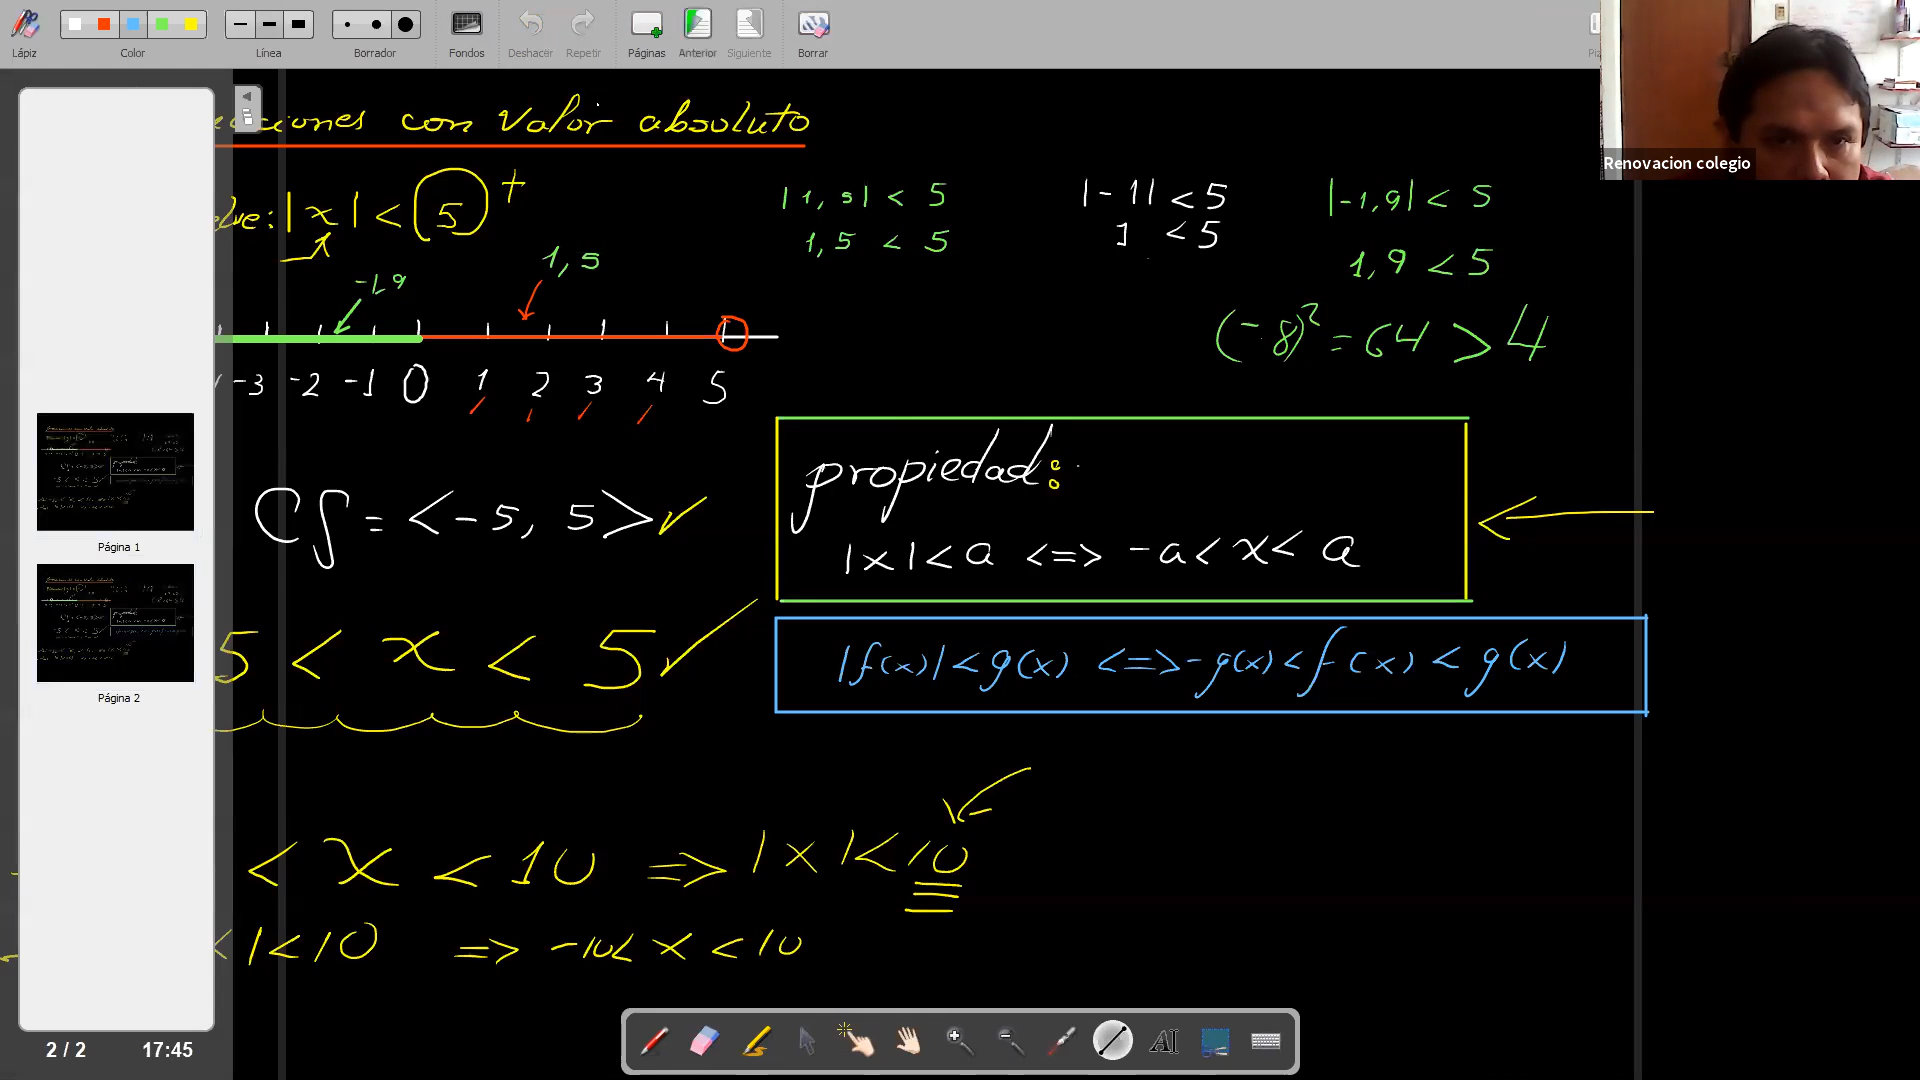 Lápiz
Color
Línea
Borrador
Fondos
Deshacer
Repetir
Páginas
Anterior
Siguiente
Borrar
Renovacion colegio
ciones con Valor absoluto
elve: |x| < 5 +
|1,5| < 5
1,5 < 5
|-1| < 5
1 < 5
|-1,9| < 5
1,9 < 5
(-8)² = 64 > 4
-1,9
1,5
-3 -2 -1 0 1 2 3 4 5
CS = <-5, 5> ✓
propiedad:
|x| < a <=> -a < x < a
5 < x < 5 ✓
|f(x)| < g(x) <=> -g(x) < f(x) < g(x)
< x < 10 => |x| < 10
| < 10 => -10 < x < 10
Página 1
Página 2
2 / 2 17:45
AI